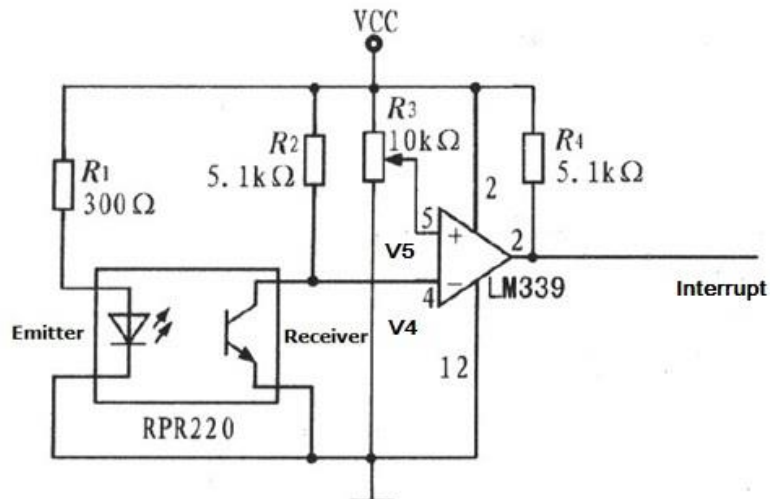 VCC
R3
10kΩ
R2
5.1kΩ
R4
5.1kΩ
R1
300Ω
2
5
+
2
V5
−
4
LM339
Interrupt
V4
Emitter
Receiver
12
RPR220